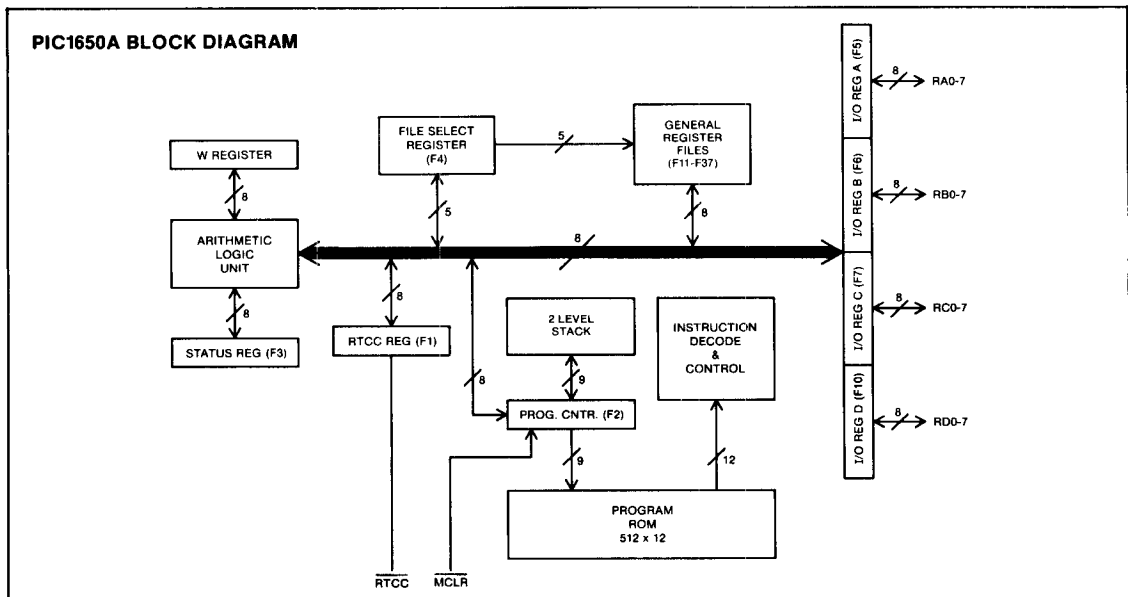 PIC1650A BLOCK DIAGRAM
W REGISTER
8
ARITHMETIC
LOGIC
UNIT
8
STATUS REG (F3)
FILE SELECT
REGISTER
(F4)
5
5
GENERAL
REGISTER
FILES
(F11-F37)
8
8
8
RTCC REG (F1)
RTCC
8
2 LEVEL
STACK
9
PROG. CNTR. (F2)
MCLR
9
INSTRUCTION
DECODE
&
CONTROL
12
PROGRAM
ROM
512 x 12
I/O REG A (F5)
8
RA0-7
I/O REG B (F6)
8
RB0-7
I/O REG C (F7)
8
RC0-7
I/O REG D (F10)
8
RD0-7